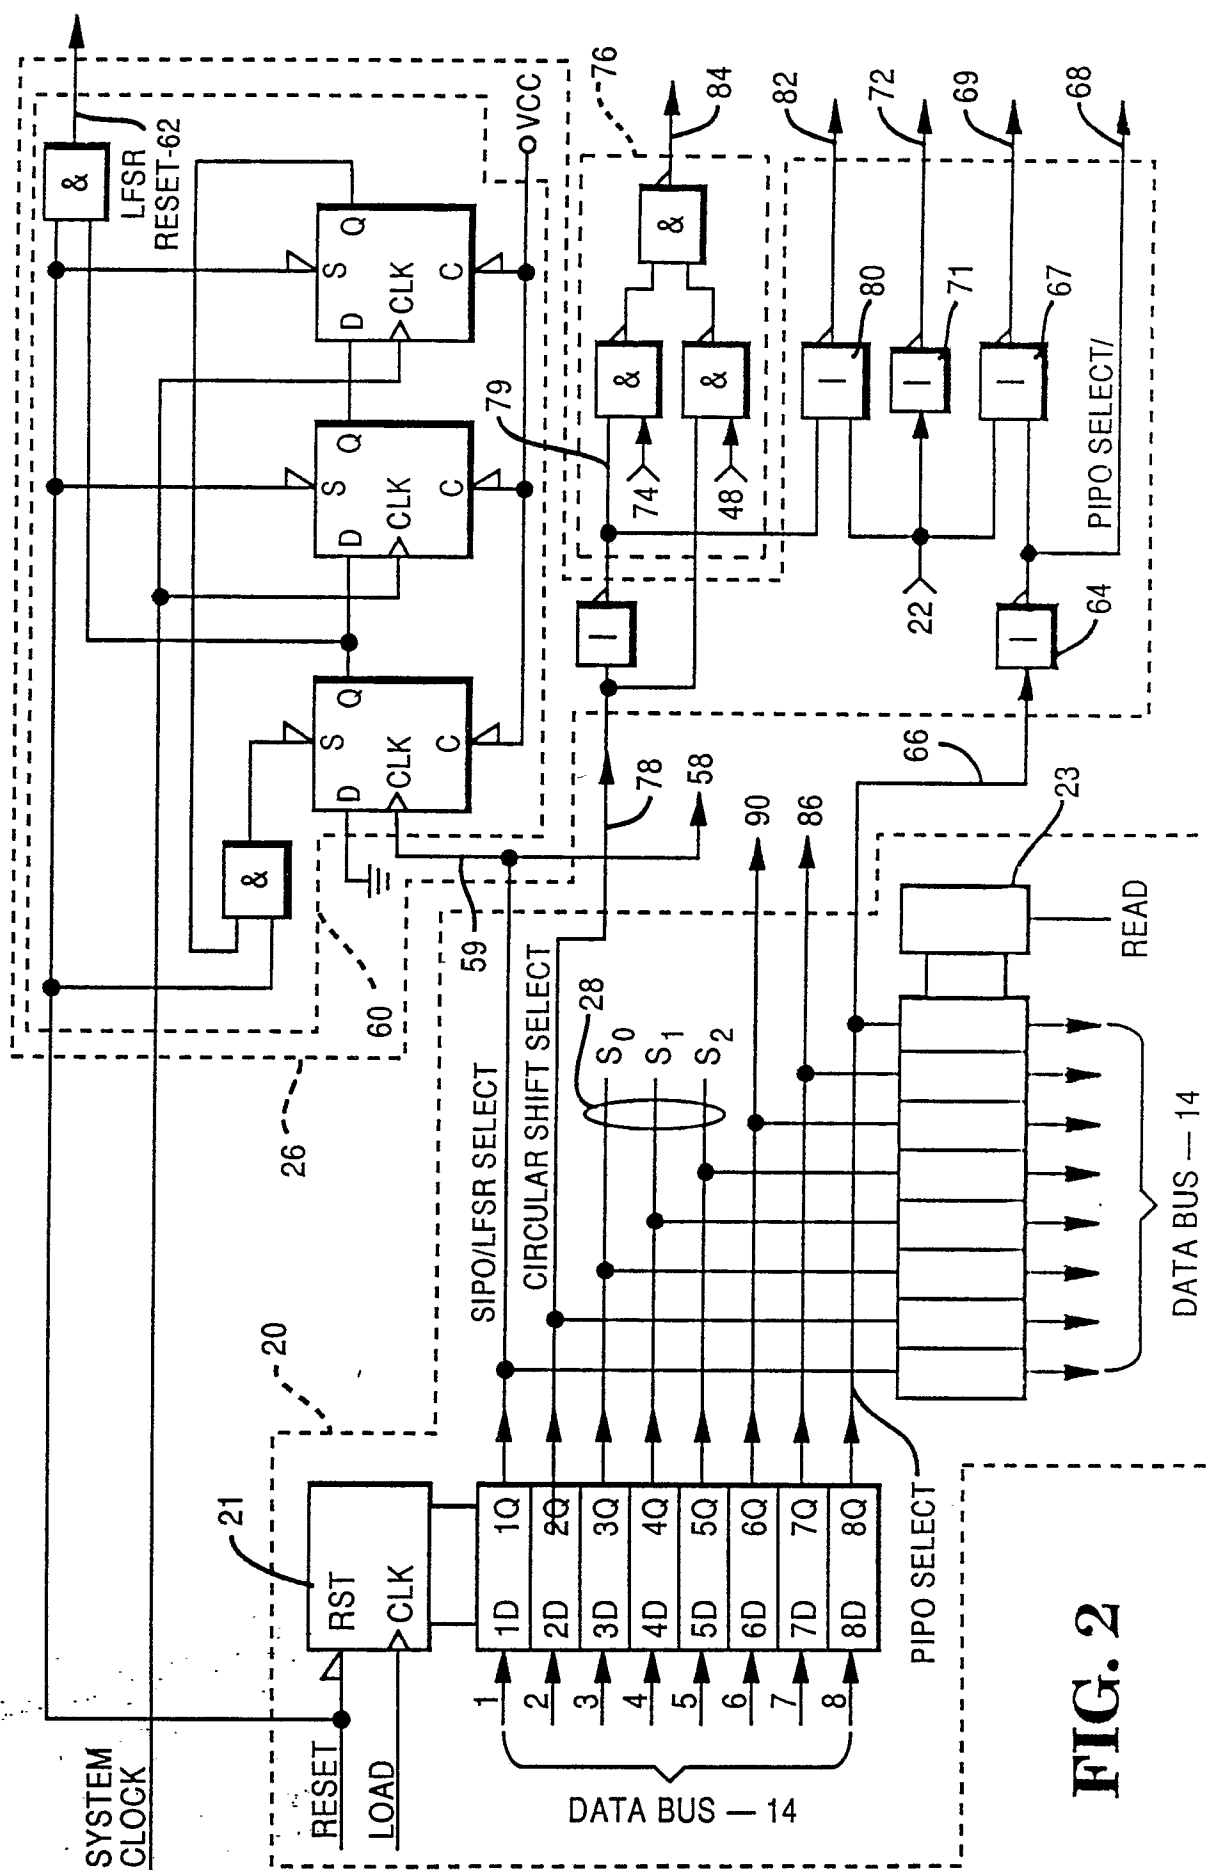 SYSTEM
CLOCK
RESET
LOAD
RST
CLK
21
20
DATA BUS — 14
1
2
3
4
5
6
7
8
1D 1Q
2D 2Q
3D 3Q
4D 4Q
5D 5Q
6D 6Q
7D 7Q
8D 8Q
PIPO SELECT
SIPO/LFSR SELECT
CIRCULAR SHIFT SELECT
28
S0
S1
S2
90
86
66
23
READ
DATA BUS — 14
26
60
59
58
78
&
D S Q
CLK
C
D S Q
CLK
C
D S Q
CLK
C
VCC
&
LFSR
RESET-62
79
74
48
&
&
&
76
84
|
|
80
82
22
|
71
72
|
67
69
|
64
PIPO SELECT/
68
FIG. 2